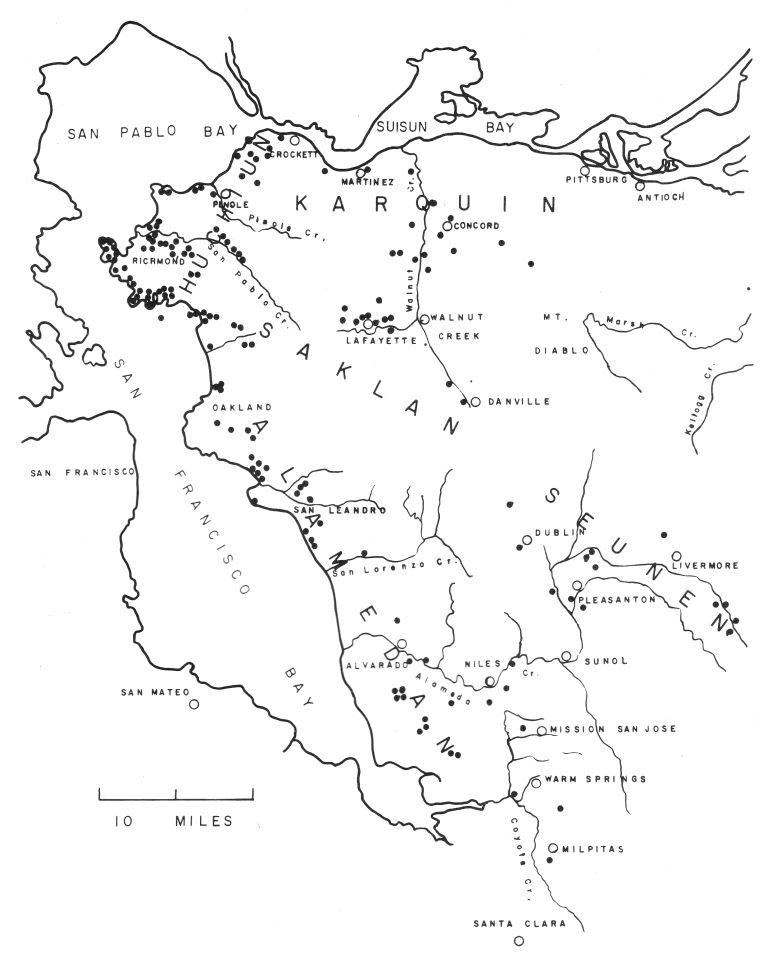 SAN PABLO BAY
SUISUN BAY
CROCKETT
MARTINEZ
PITTSBURG
ANTIOCH
PINOLE
HUCHIUN
KARQUIN
Pinole Cr.
CONCORD
RICHMOND
San Pablo Cr.
Walnut Cr.
WALNUT CREEK
LAFAYETTE
MT. DIABLO
Marsh Cr.
Kellogg Cr.
SAKLAN
DANVILLE
OAKLAND
SAN FRANCISCO
SAN FRANCISCO BAY
ALAMEDAN
SAN LEANDRO
San Lorenzo Cr.
SEUNEN
DUBLIN
LIVERMORE
PLEASANTON
ALVARADO
NILES
SUNOL
Alameda Cr.
SAN MATEO
MISSION SAN JOSE
WARM SPRINGS
10 MILES
Coyote Cr.
MILPITAS
SANTA CLARA